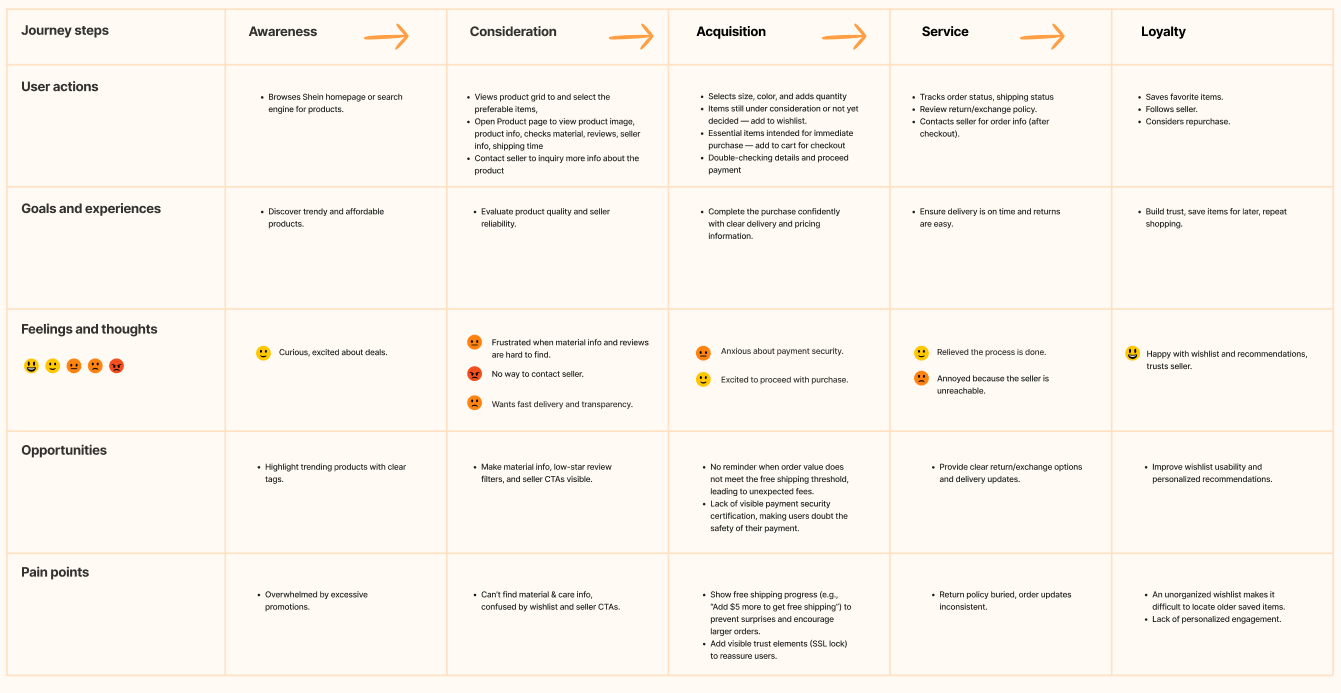 Journey steps
Awareness
Consideration
Acquisition
Service
Loyalty
User actions
• Browses Shein homepage or search
engine for products.
• Views product grid to and select the
preferable items,
• Open Product page to view product image,
product info, checks material, reviews, seller
info, shipping time
• Contact seller to inquiry more info about the
product
• Selects size, color, and adds quantity
• Items still under consideration or not yet
decided — add to wishlist.
• Essential items intended for immediate
purchase — add to cart for checkout
• Double-checking details and proceed
payment
• Tracks order status, shipping status
• Review return/exchange policy.
• Contacts seller for order info (after
checkout).
• Saves favorite items.
• Follows seller.
• Considers repurchase.
Goals and experiences
• Discover trendy and affordable
products.
• Evaluate product quality and seller
reliability.
• Complete the purchase confidently
with clear delivery and pricing
information.
• Ensure delivery is on time and returns
are easy.
• Build trust, save items for later, repeat
shopping.
Feelings and thoughts
Curious, excited about deals.
Frustrated when material info and reviews
are hard to find.
No way to contact seller.
Wants fast delivery and transparency.
Anxious about payment security.
Excited to proceed with purchase.
Relieved the process is done.
Annoyed because the seller is
unreachable.
Happy with wishlist and recommendations,
trusts seller.
Opportunities
• Highlight trending products with clear
tags.
• Make material info, low-star review
filters, and seller CTAs visible.
• No reminder when order value does
not meet the free shipping threshold,
leading to unexpected fees.
• Lack of visible payment security
certification, making users doubt the
safety of their payment.
• Provide clear return/exchange options
and delivery updates.
• Improve wishlist usability and
personalized recommendations.
Pain points
• Overwhelmed by excessive
promotions.
• Can't find material & care info,
confused by wishlist and seller CTAs.
• Show free shipping progress (e.g.,
"Add $5 more to get free shipping") to
prevent surprises and encourage
larger orders.
• Add visible trust elements (SSL lock)
to reassure users.
• Return policy buried, order updates
inconsistent.
• An unorganized wishlist makes it
difficult to locate older saved items.
• Lack of personalized engagement.